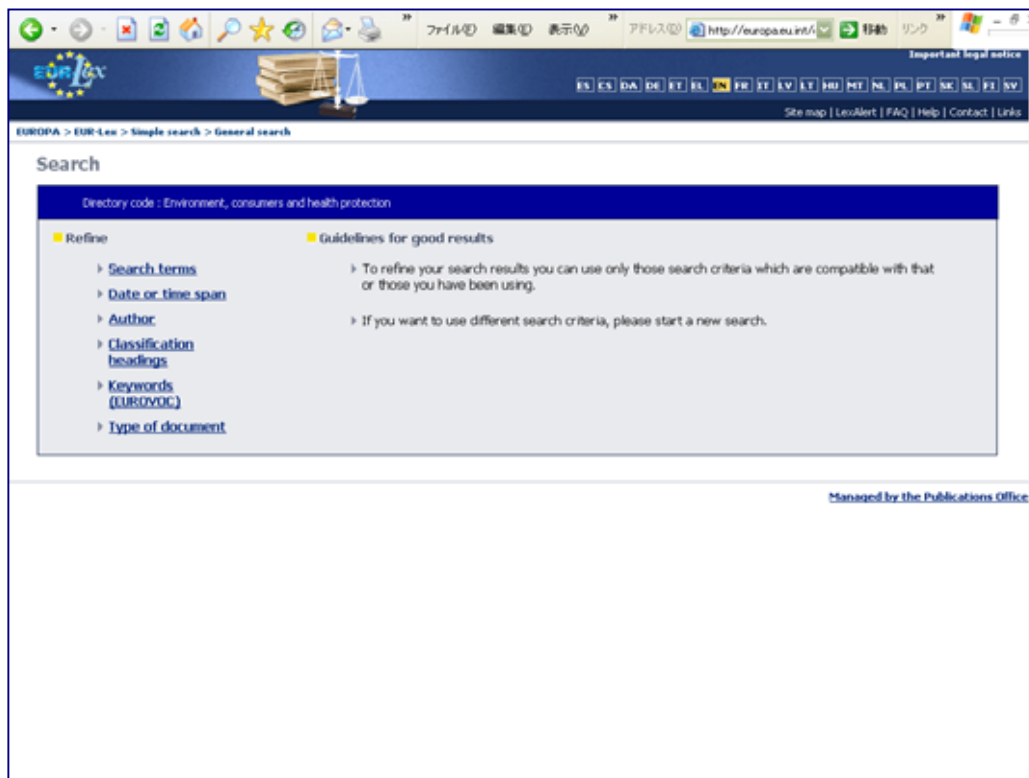 ファイル(F) 編集(E) 表示(V) アドレス(D) http://europa.eu.int/ 移動 リンク
Important legal notice
EUR Lex
ES CS DA DE ET EL EN FR IT LV LT HU MT NL PL PT SK SL FI SV
Site map | LexAlert | FAQ | Help | Contact | Links
EUROPA > EUR-Lex > Simple search > General search
Search
Directory code : Environment, consumers and health protection
Refine
Search terms
Date or time span
Author
Classification
headings
Keywords
(EUROVOC)
Type of document
Guidelines for good results
To refine your search results you can use only those search criteria which are compatible with that
or those you have been using.
If you want to use different search criteria, please start a new search.
Managed by the Publications Office